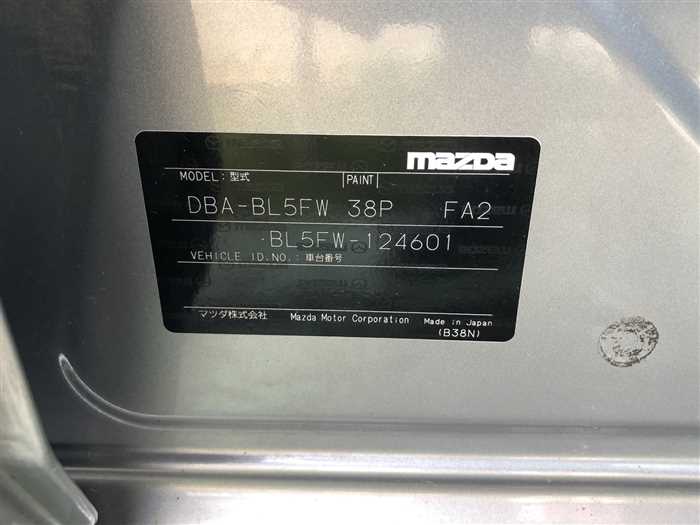 mazda
MODEL:型式 PAINT
DBA-BL5FW 38P FA2
BL5FW-124601
VEHICLE ID.NO.:車台番号
マツダ株式会社 Mazda Motor Corporation Made in Japan
(B38N)